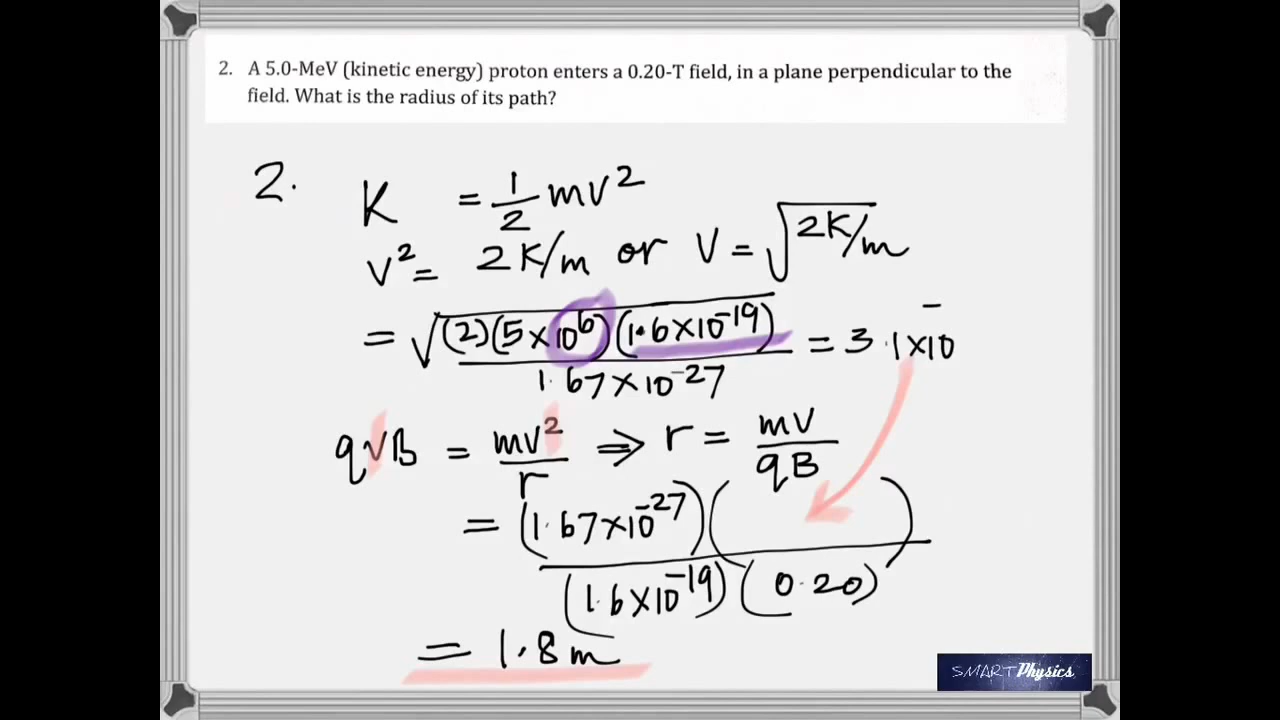 2. A 5.0-MeV (kinetic energy) proton enters a 0.20-T field, in a plane perpendicular to the
field. What is the radius of its path?
2. K = 1/2 mv²
v² = 2K/m or v = √2K/m
= √(2)(5×10⁶)(1.6×10⁻¹⁹)/1.67×10⁻²⁷ = 3.1×10⁻
qvB = mv²/r ⇒ r = mv/qB
= (1.67×10⁻²⁷)( )/(1.6×10⁻¹⁹)(0.20)
= 1.8m
SMARTPhysics